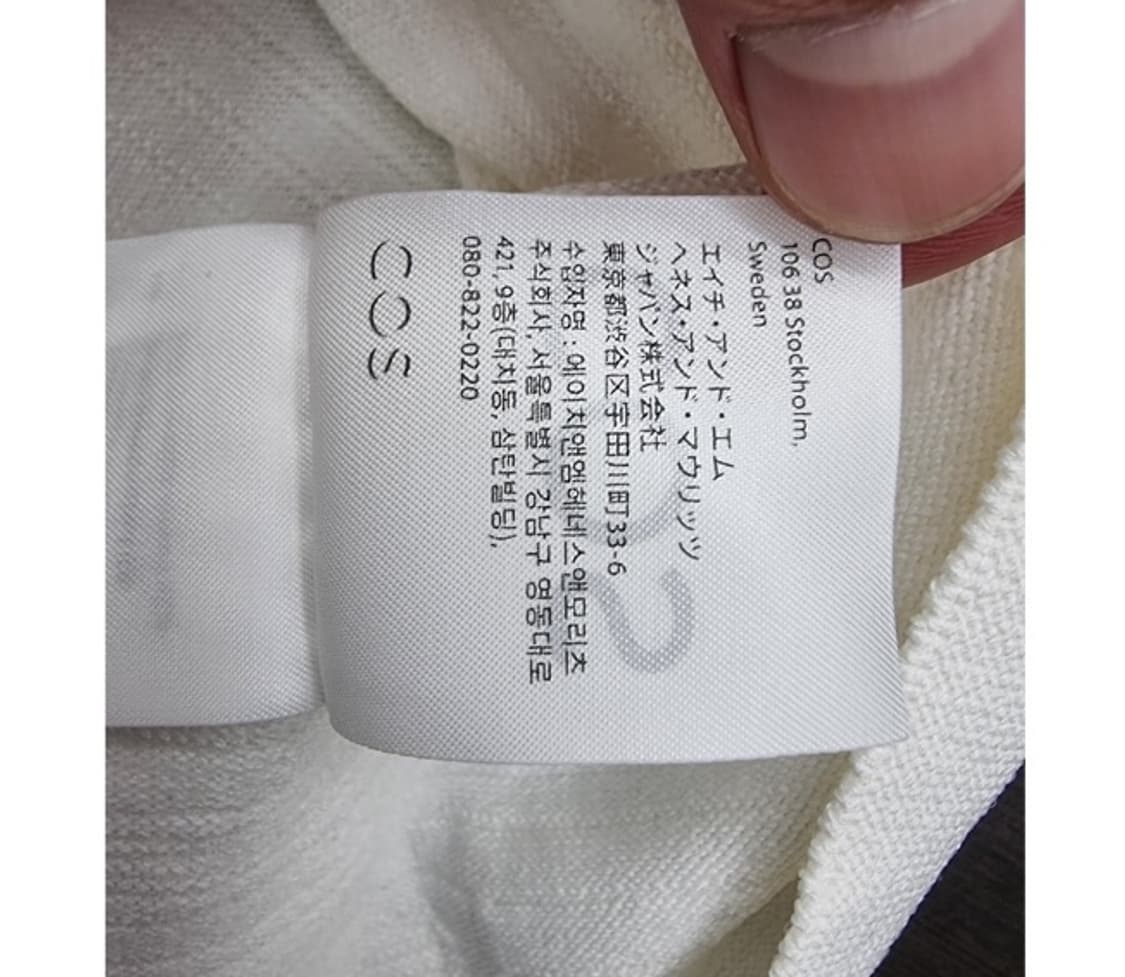 COS
106 38 Stockholm,
Sweden
エイチ・アンド・エム
ヘネス・アンド・マウリッツ
ジャパン株式会社
東京都渋谷区宇田川町33-6
수입자명 : 에이치앤엠헤네스앤모리츠
주식회사, 서울특별시 강남구 영동대로
421, 9층(대치동, 삼탄빌딩),
080-822-0220
COS